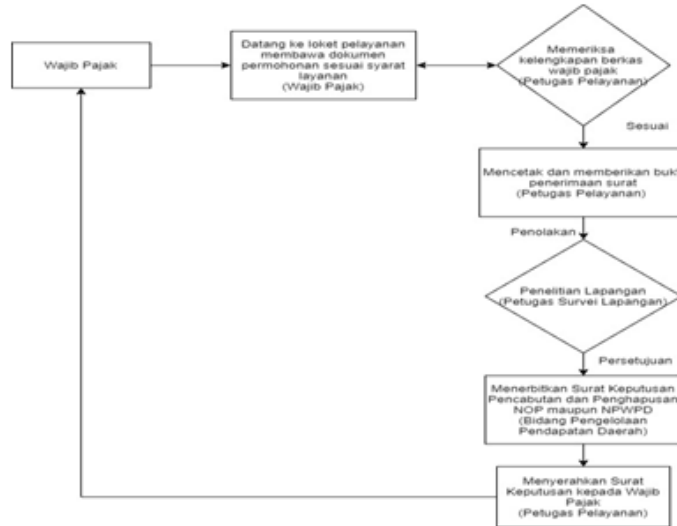 Wajib Pajak
Datang ke loket pelayanan
membawa dokumen
permohonan sesuai syarat
layanan
(Wajib Pajak)
Memeriksa
kelengkapan berkas
wajib pajak
(Petugas Pelayanan)
Sesuai
Mencetak dan memberikan bukti
penerimaan surat
(Petugas Pelayanan)
Penolakan
Penelitian Lapangan
(Petugas Survei Lapangan)
Persetujuan
Menerbitkan Surat Keputusan
Pencabutan dan Penghapusan
NOP maupun NPWPD
(Bidang Pengelolaan
Pendapatan Daerah)
Menyerahkan Surat
Keputusan kepada Wajib
Pajak
(Petugas Pelayanan)